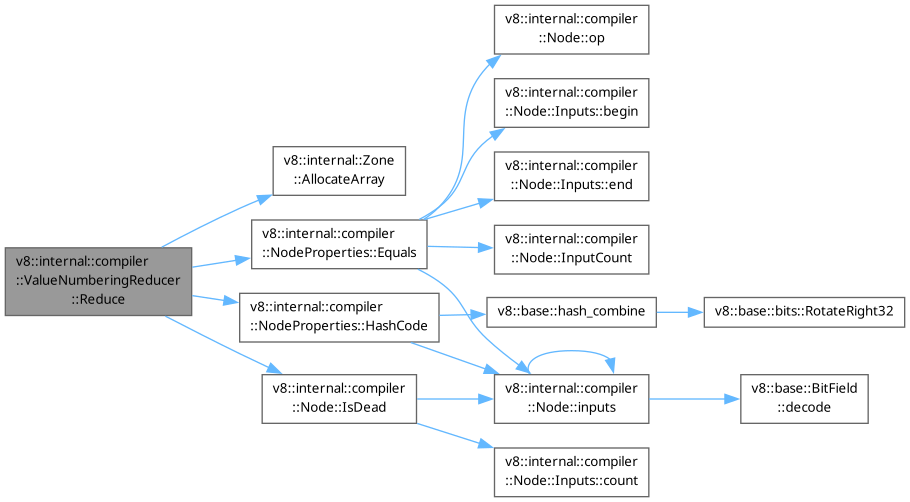 v8::internal::compiler
::ValueNumberingReducer
::Reduce
v8::internal::Zone
::AllocateArray
v8::internal::compiler
::NodeProperties::Equals
v8::internal::compiler
::NodeProperties::HashCode
v8::internal::compiler
::Node::IsDead
v8::internal::compiler
::Node::op
v8::internal::compiler
::Node::Inputs::begin
v8::internal::compiler
::Node::Inputs::end
v8::internal::compiler
::Node::InputCount
v8::base::hash_combine
v8::internal::compiler
::Node::inputs
v8::internal::compiler
::Node::Inputs::count
v8::base::bits::RotateRight32
v8::base::BitField
::decode